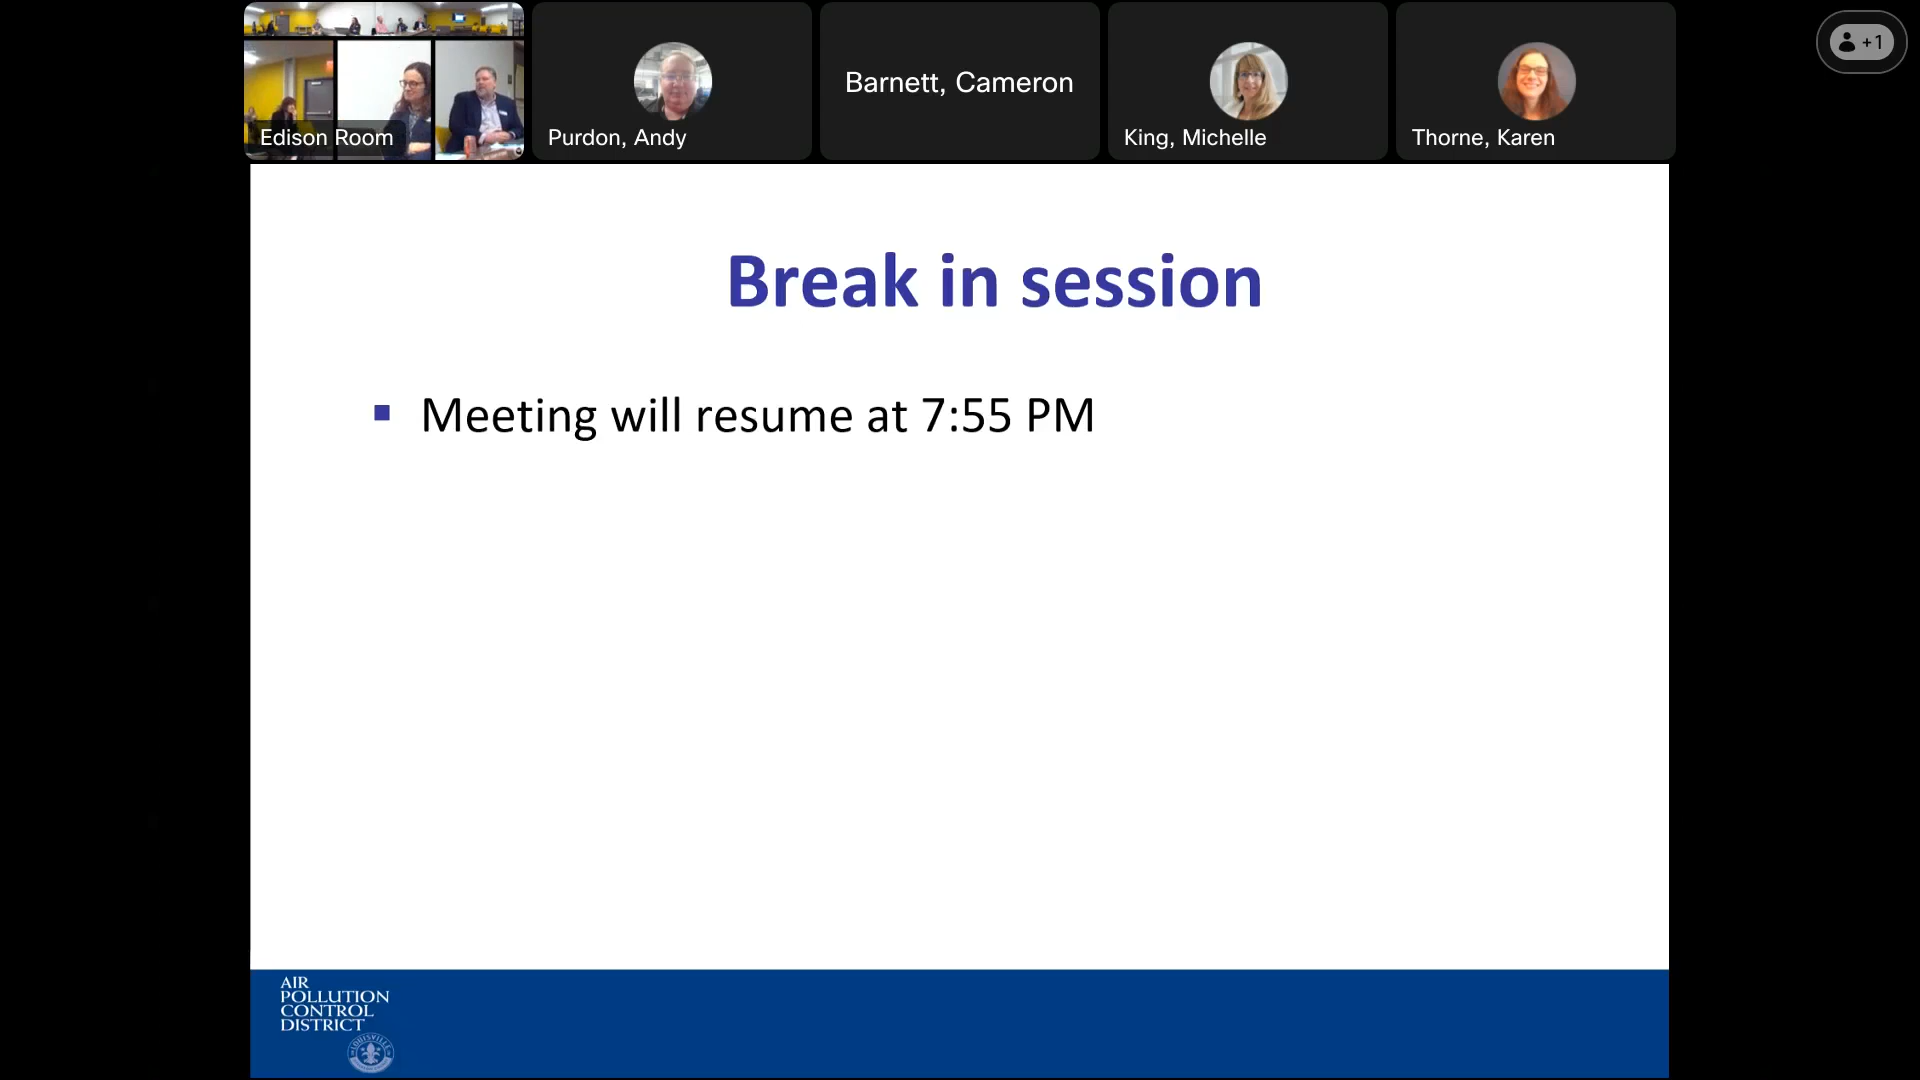 Edison Room
Purdon, Andy
Barnett, Cameron
King, Michelle
Thorne, Karen
+1
Break in session
Meeting will resume at 7:55 PM
AIR
POLLUTION
CONTROL
DISTRICT
LOUISVILLE